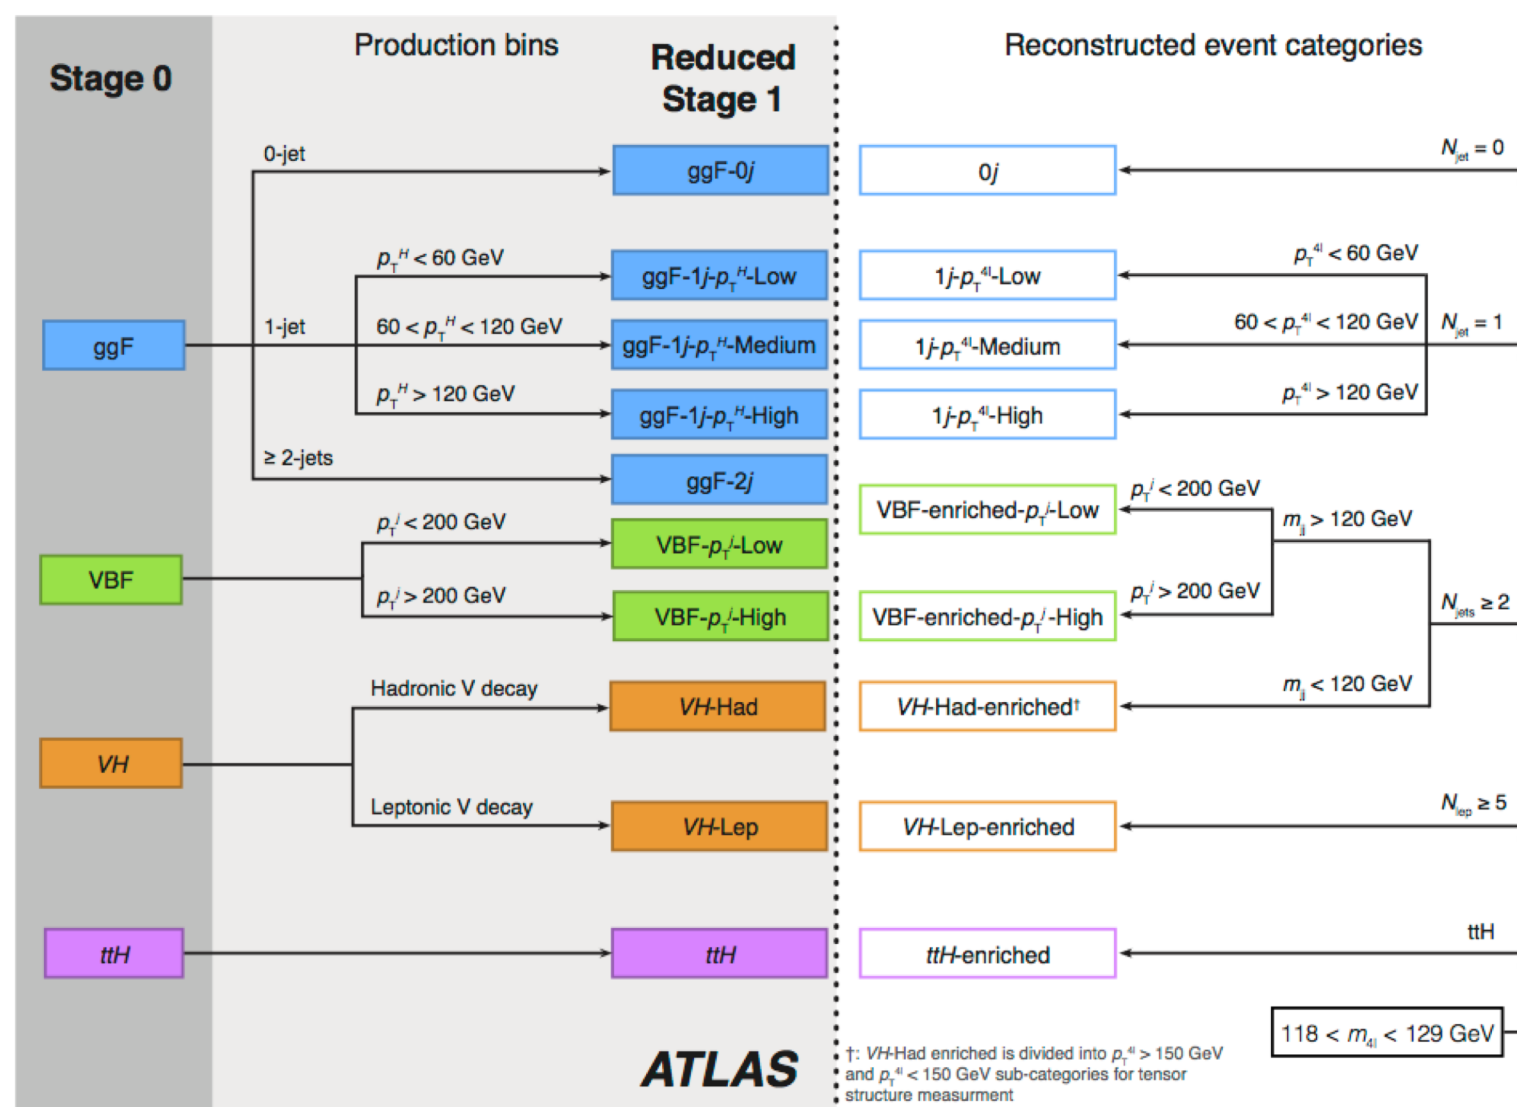 Production bins
Reconstructed event categories
Stage 0
Reduced
Stage 1
0-jet
ggF-0j
0j
N_jet = 0
p_T^H < 60 GeV
ggF-1j-p_T^H-Low
1j-p_T^4l-Low
p_T^4l < 60 GeV
ggF
1-jet
60 < p_T^H < 120 GeV
ggF-1j-p_T^H-Medium
1j-p_T^4l-Medium
60 < p_T^4l < 120 GeV
N_jet = 1
p_T^H > 120 GeV
ggF-1j-p_T^H-High
1j-p_T^4l-High
p_T^4l > 120 GeV
≥ 2-jets
ggF-2j
VBF
p_T^j < 200 GeV
VBF-p_T^j-Low
VBF-enriched-p_T^j-Low
p_T^j < 200 GeV
m_jj > 120 GeV
p_T^j > 200 GeV
VBF-p_T^j-High
VBF-enriched-p_T^j-High
p_T^j > 200 GeV
N_jets ≥ 2
VH
Hadronic V decay
VH-Had
VH-Had-enriched†
m_jj < 120 GeV
Leptonic V decay
VH-Lep
VH-Lep-enriched
N_lep ≥ 5
ttH
ttH
ttH-enriched
ttH
118 < m_4l < 129 GeV
ATLAS
†: VH-Had enriched is divided into p_T^4l > 150 GeV
and p_T^4l < 150 GeV sub-categories for tensor
structure measurment